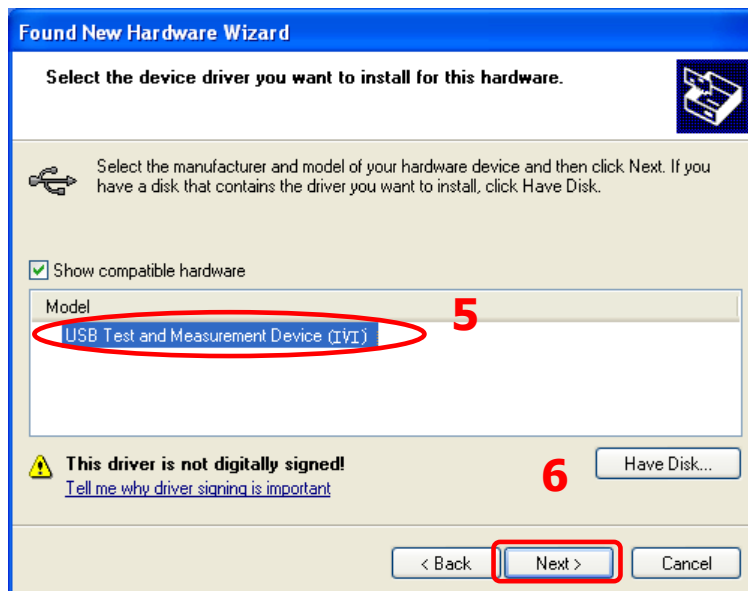 Found New Hardware Wizard
Select the device driver you want to install for this hardware.
Select the manufacturer and model of your hardware device and then click Next. If you
have a disk that contains the driver you want to install, click Have Disk.
Show compatible hardware
Model
USB Test and Measurement Device (IVI)
5
This driver is not digitally signed!
Tell me why driver signing is important
6
Have Disk...
< Back
Next >
Cancel